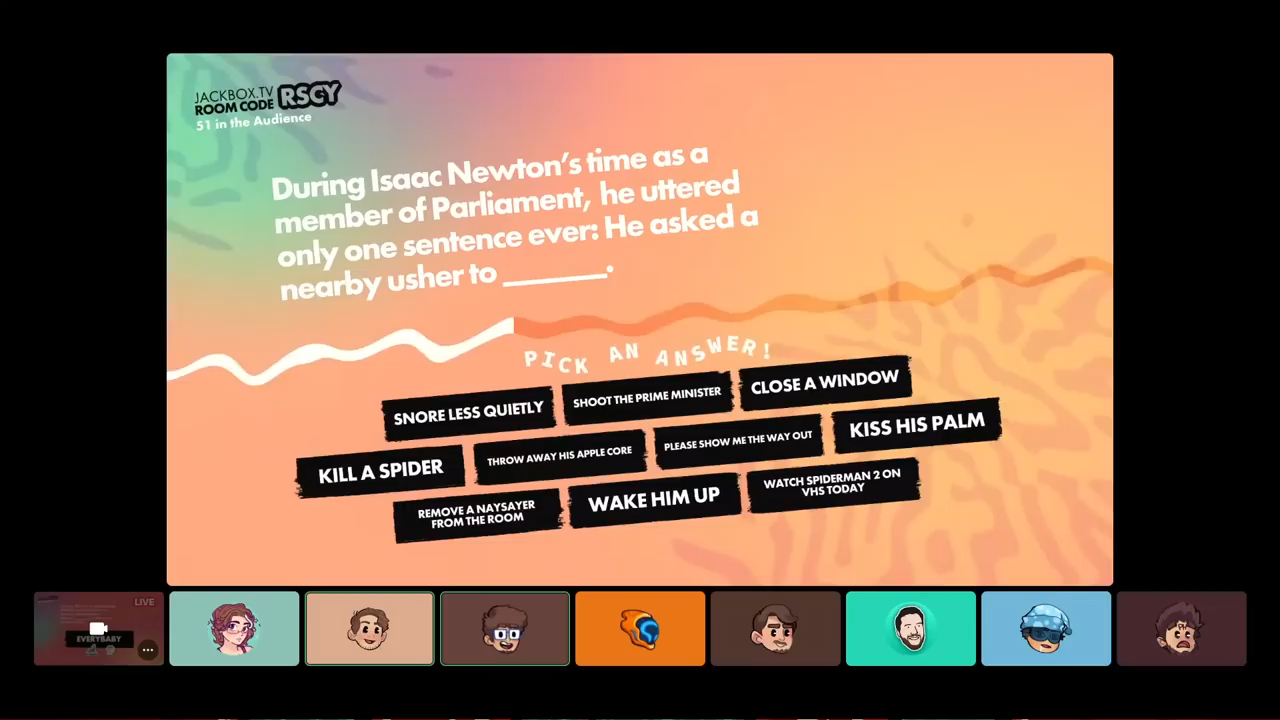 JACKBOX.TV
ROOM CODE RSCY
51 in the Audience
During Isaac Newton's time as a
member of Parliament, he uttered
only one sentence ever: He asked a
nearby usher to ______.
PICK AN ANSWER!
SNORE LESS QUIETLY
SHOOT THE PRIME MINISTER
CLOSE A WINDOW
KILL A SPIDER
THROW AWAY HIS APPLE CORE
PLEASE SHOW ME THE WAY OUT
KISS HIS PALM
REMOVE A NAYSAYER
FROM THE ROOM
WAKE HIM UP
WATCH SPIDERMAN 2 ON
VHS TODAY
LIVE
EVERYBABY